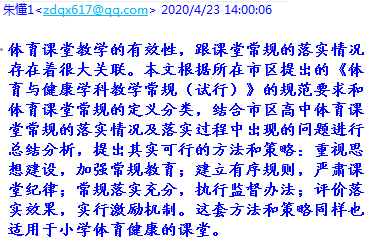 朱懂1<zdqx617@qq.com> 2020/4/23 14:00:06
体育课堂教学的有效性，跟课堂常规的落实情况
存在着很大关联。本文根据所在市区提出的《体
育与健康学科教学常规（试行）》的规范要求和
体育课堂常规的定义分类，结合市区高中体育课
堂常规的落实情况及落实过程中出现的问题进行
总结分析，提出其实可行的方法和策略：重视思
想建设，加强常规教育；建立有序规则，严肃课
堂纪律；常规落实充分，执行监督办法；评价落
实效果，实行激励机制。这套方法和策略同样也
适用于小学体育健康的课堂。